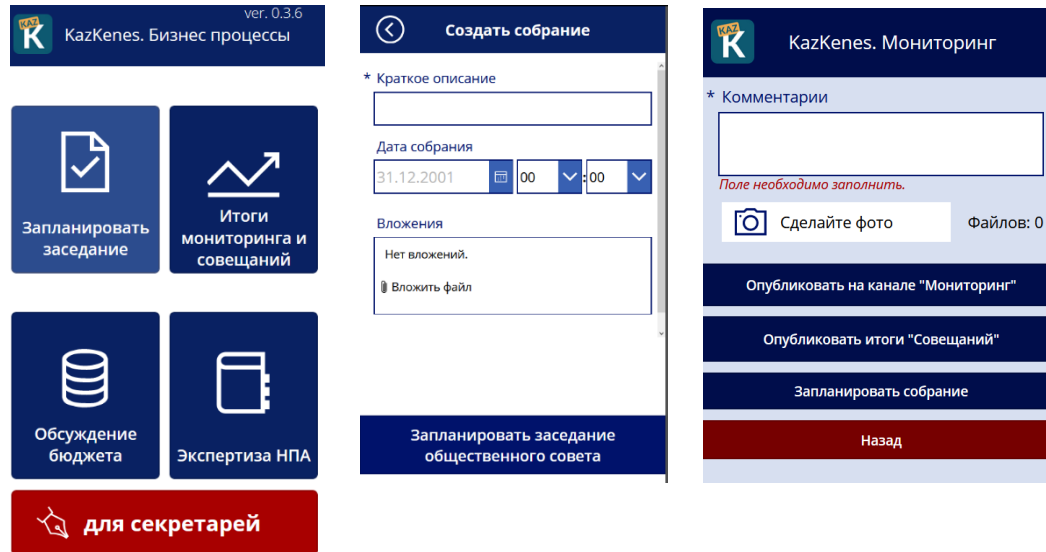 ver. 0.3.6
KAZ
K
KazKenes. Бизнес процессы
Запланировать
заседание
Итоги
мониторинга и
совещаний
Обсуждение
бюджета
Экспертиза НПА
для секретарей
Создать собрание
* Краткое описание
Дата собрания
31.12.2001 00 : 00
Вложения
Нет вложений.
Вложить файл
Запланировать заседание
общественного совета
KAZ
K
KazKenes. Мониторинг
* Комментарии
Поле необходимо заполнить.
Сделайте фото Файлов: 0
Опубликовать на канале "Мониторинг"
Опубликовать итоги "Совещаний"
Запланировать собрание
Назад